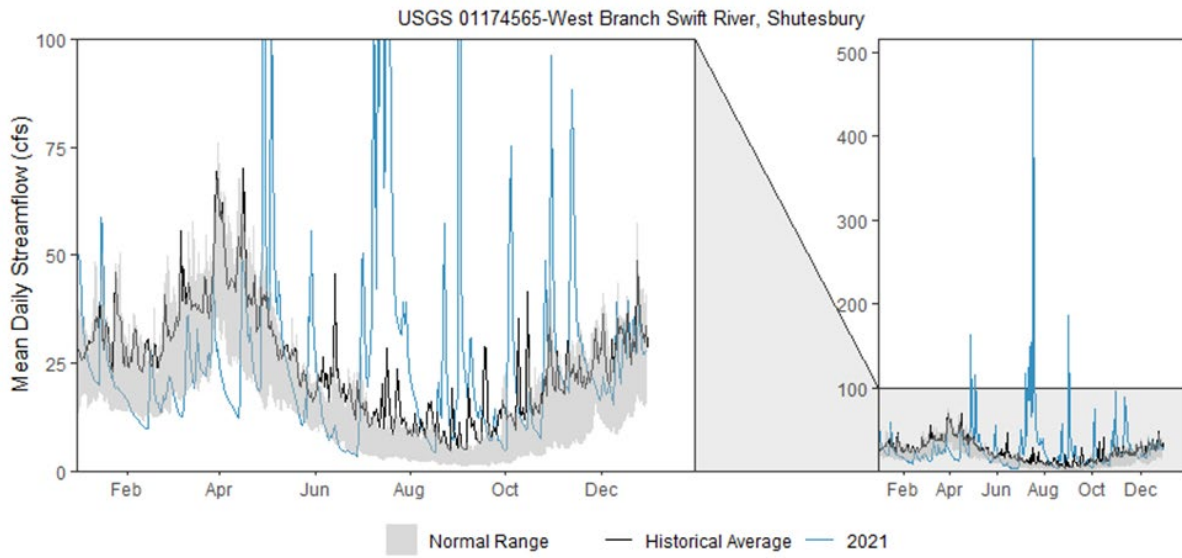 USGS 01174565-West Branch Swift River, Shutesbury
Mean Daily Streamflow (cfs)
100
75
50
25
0
Feb Apr Jun Aug Oct Dec
500
400
300
200
100
Feb Apr Jun Aug Oct Dec
Normal Range Historical Average 2021